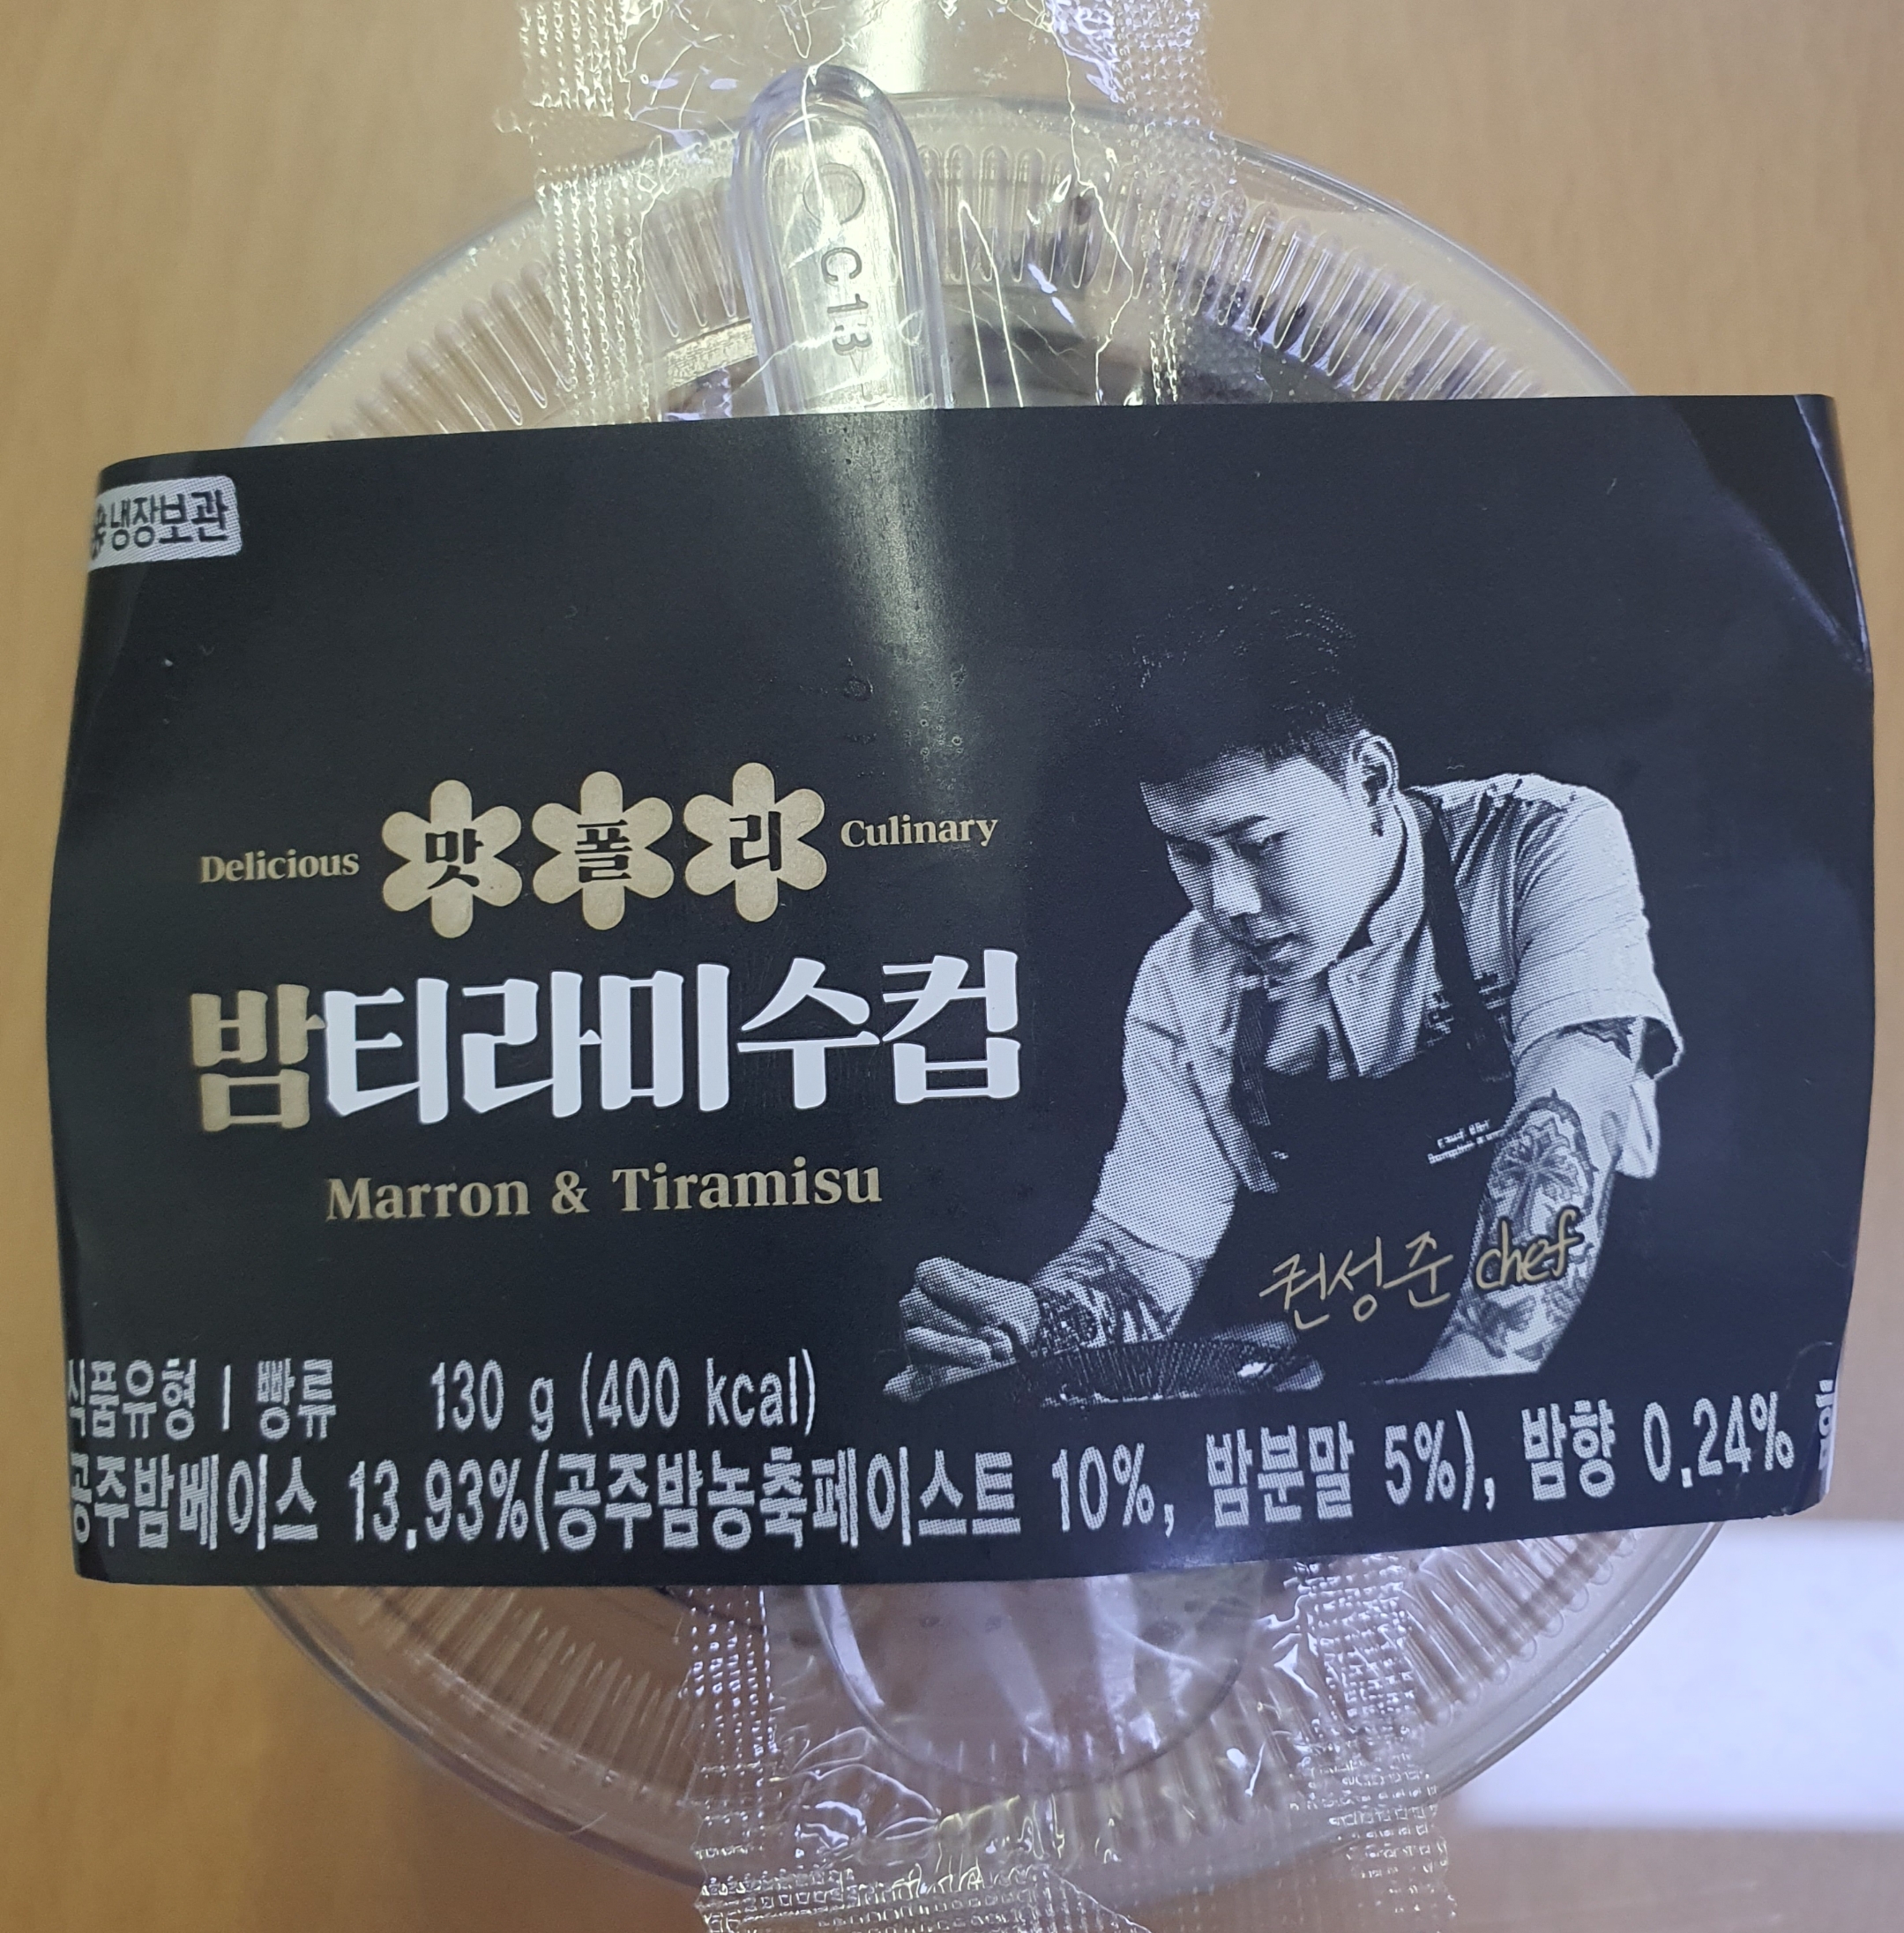 C13
냉장보관
Delicious 맛폴리 Culinary
밤티라미수컵
Marron & Tiramisu
권성준 chef
식품유형 | 빵류 130 g (400 kcal)
공주밤베이스 13.93%(공주밤농축페이스트 10%, 밤분말 5%), 밤향 0.24%